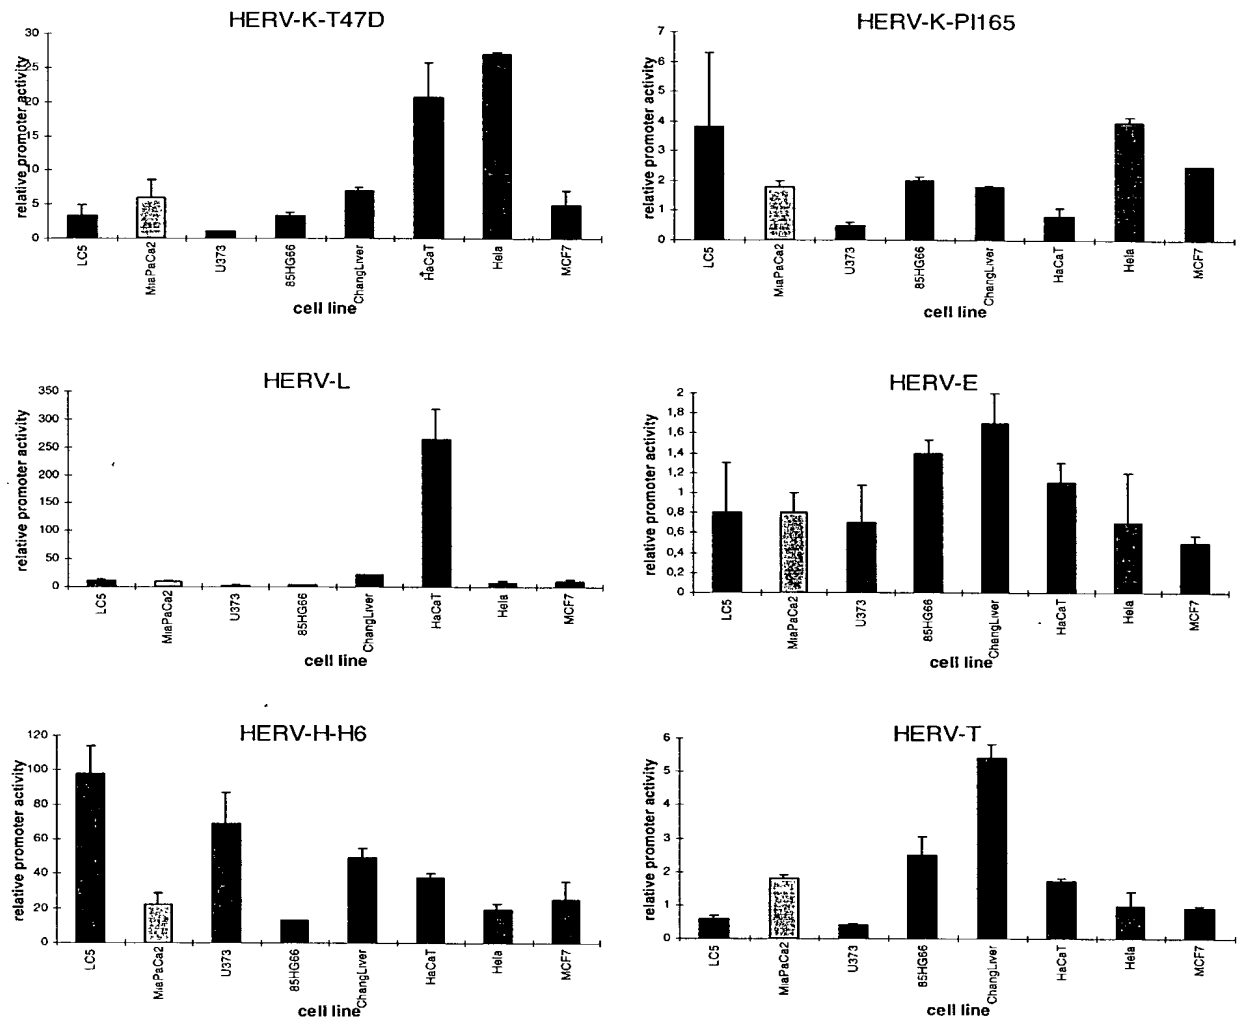 HERV-K-T47D
relative promoter activity
30
25
20
15
10
5
0
LC5
MiaPaCa2
U373
85HG66
ChangLiver
HaCaT
Hela
MCF7
cell line
HERV-K-PI165
relative promoter activity
7
6
5
4
3
2
1
0
LC5
MiaPaCa2
U373
85HG66
ChangLiver
HaCaT
Hela
MCF7
cell line
HERV-L
relative promoter activity
350
300
250
200
150
100
50
0
LC5
MiaPaCa2
U373
85HG66
ChangLiver
HaCaT
Hela
MCF7
cell line
HERV-E
relative promoter activity
2
1,8
1,6
1,4
1,2
1
0,8
0,6
0,4
0,2
0
LC5
MiaPaCa2
U373
85HG66
ChangLiver
HaCaT
Hela
MCF7
cell line
HERV-H-H6
relative promoter activity
120
100
80
60
40
20
0
LC5
MiaPaCa2
U373
85HG66
ChangLiver
HaCaT
Hela
MCF7
cell line
HERV-T
relative promoter activity
6
5
4
3
2
1
0
LC5
MiaPaCa2
U373
85HG66
ChangLiver
HaCaT
Hela
MCF7
cell line